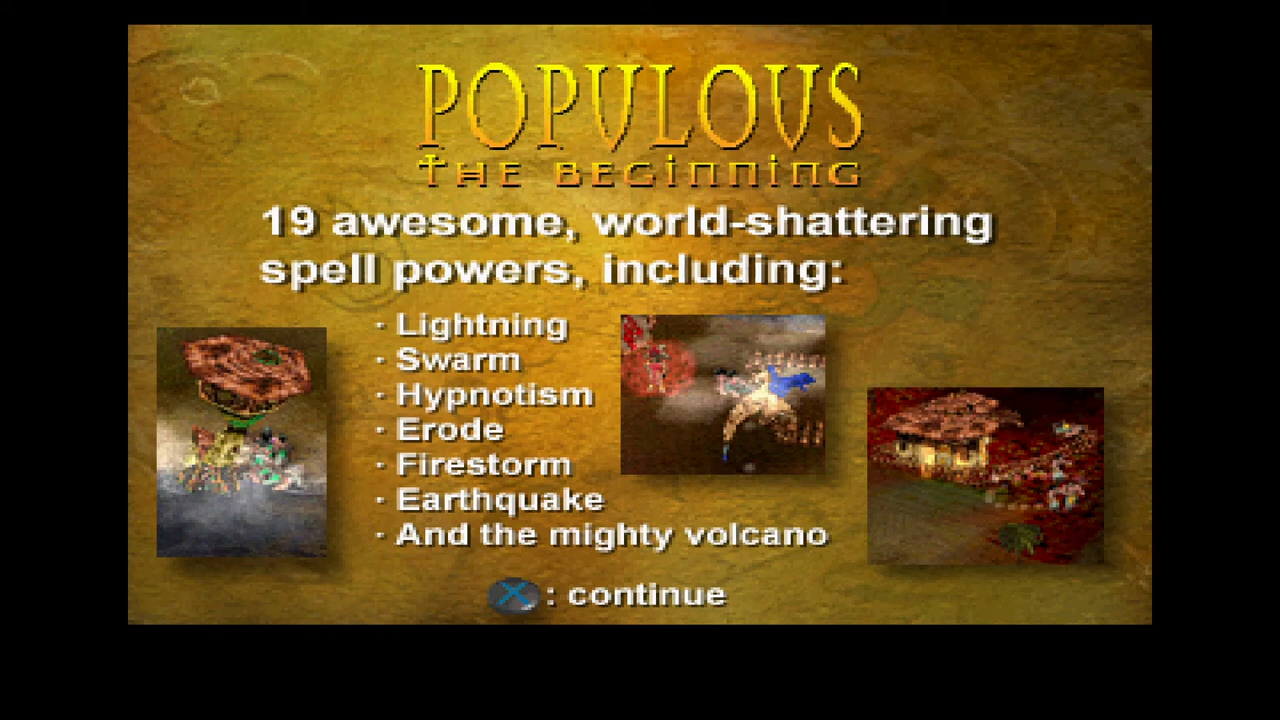 POPULOUS
THE BEGINNING
19 awesome, world-shattering
spell powers, including:
· Lightning
· Swarm
· Hypnotism
· Erode
· Firestorm
· Earthquake
· And the mighty volcano
: continue